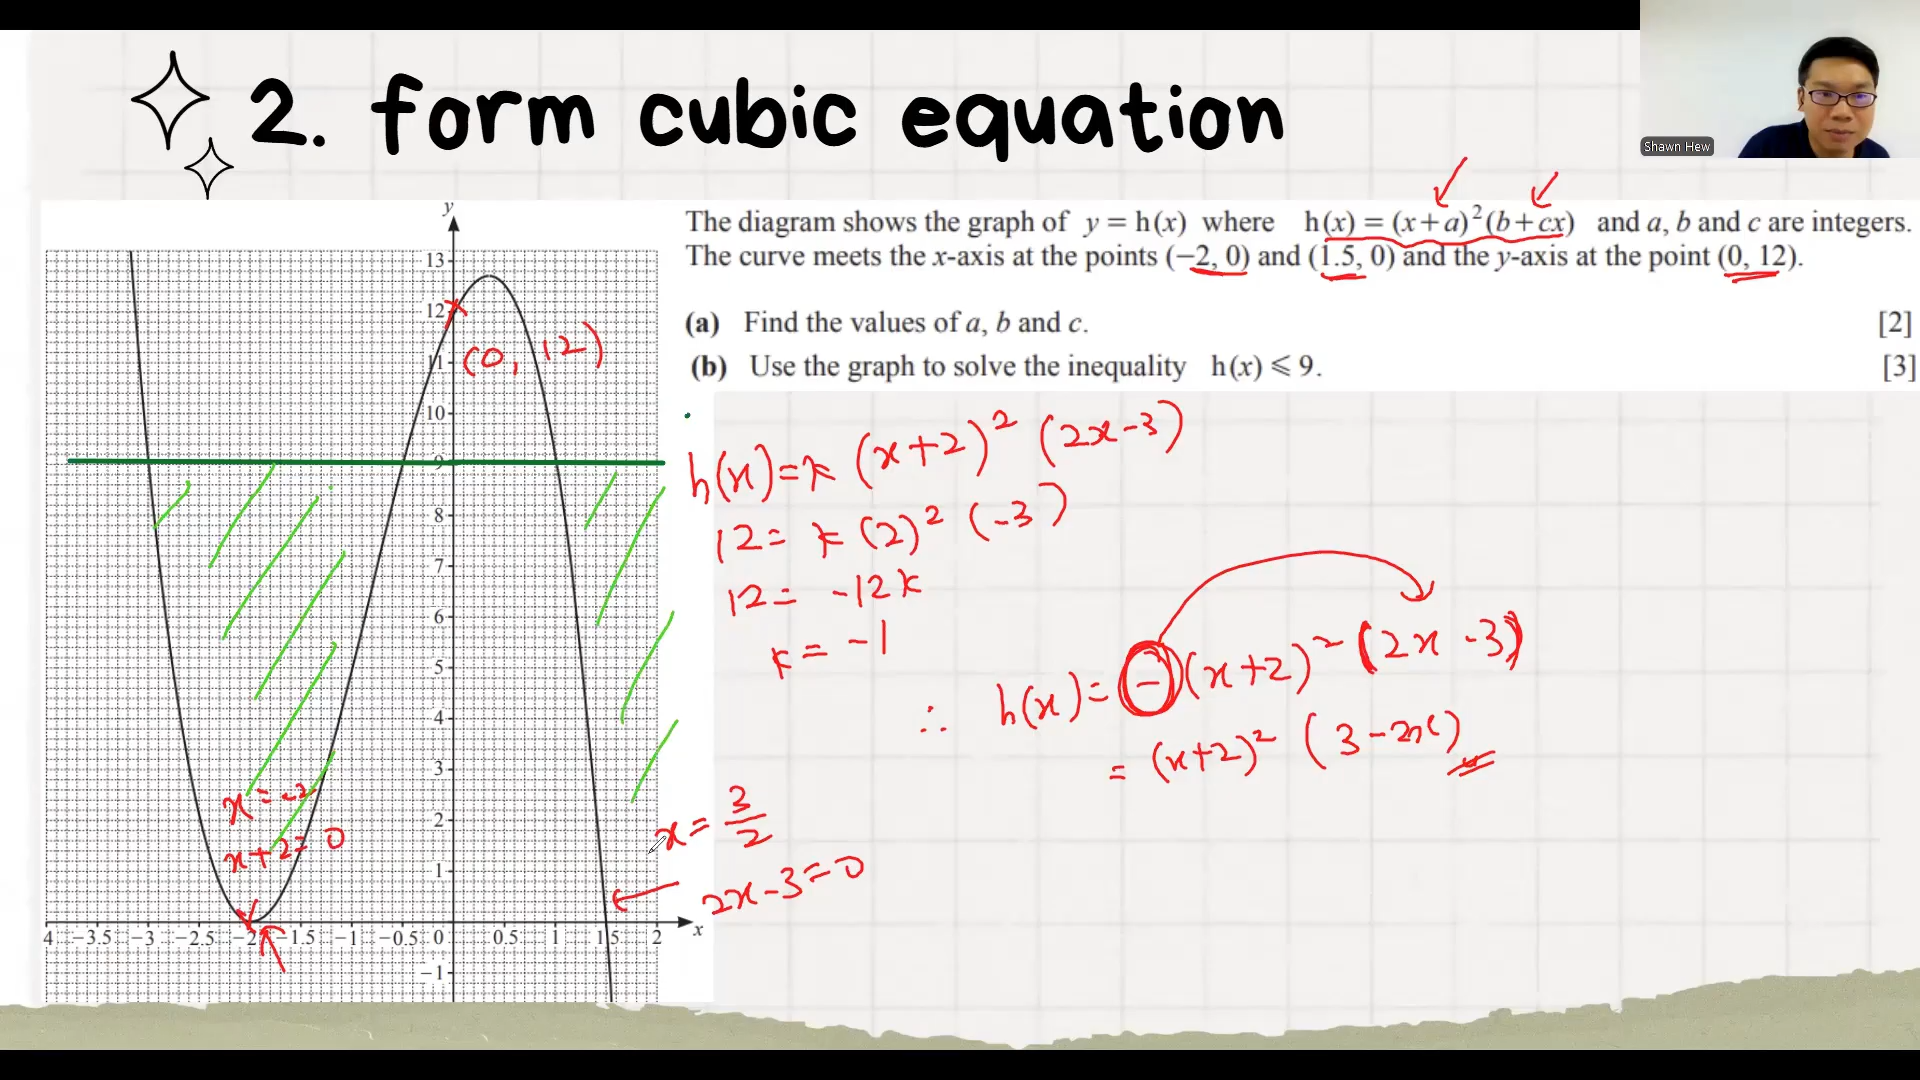 2. form cubic equation
Shawn Hew
The diagram shows the graph of y = h(x) where h(x) = (x + a)²(b + cx) and a, b and c are integers.
The curve meets the x-axis at the points (−2, 0) and (1.5, 0) and the y-axis at the point (0, 12).
(a) Find the values of a, b and c. [2]
(b) Use the graph to solve the inequality h(x) ⩽ 9. [3]
y
13
12
(0, 12)
11
10
9
8
7
6
5
4
3
2
1
4 −3.5 −3 −2.5 −2 −1.5 −1 −0.5 0 0.5 1 1.5 2 x
−1
x = -2
x+2 = 0
x = 3/2
2x-3=0
h(x) = k (x+2)² (2x-3)
12 = k (2)² (-3)
12 = -12k
k = -1
∴ h(x) = - (x+2)² (2x -3)
= (x+2)² (3-2x)